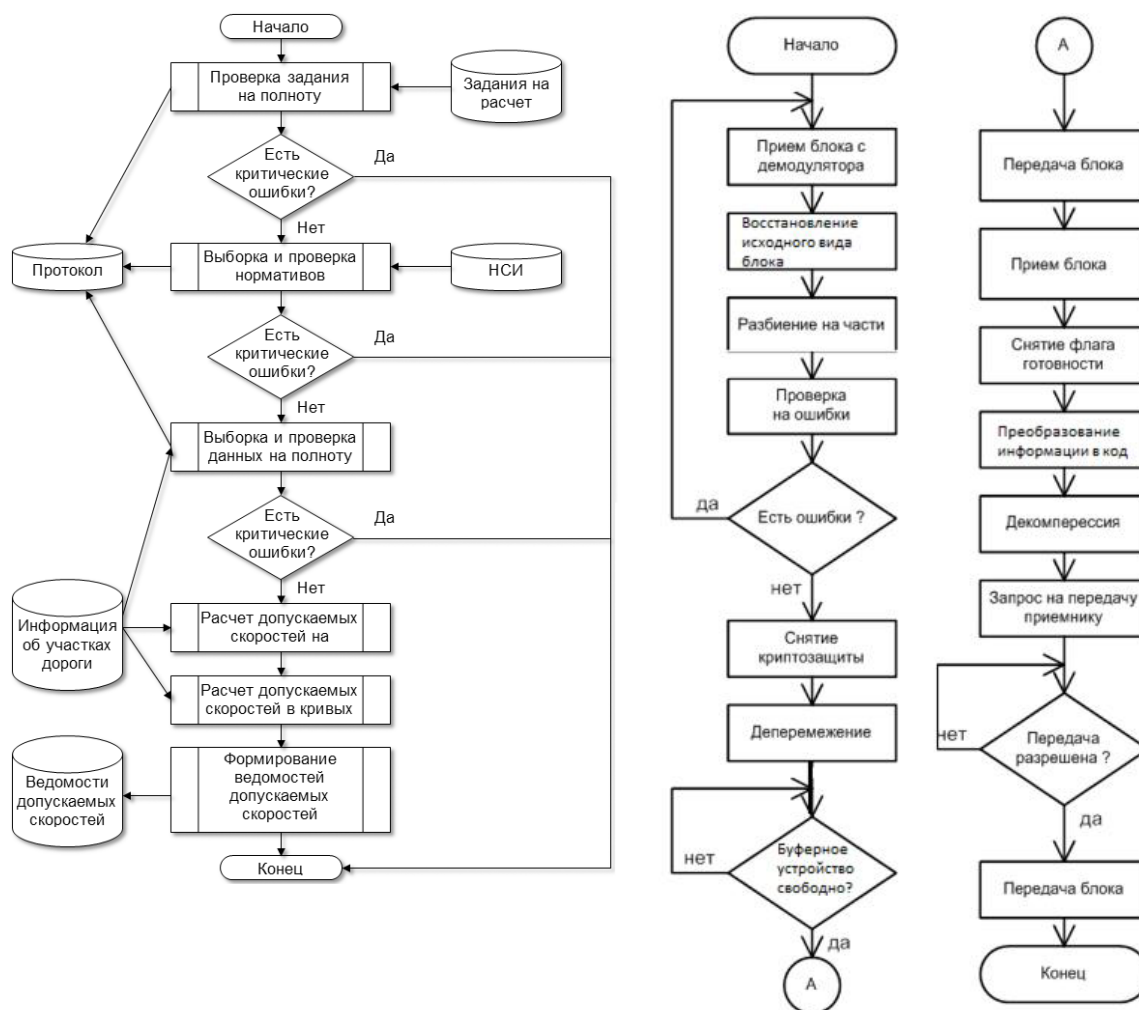 Начало
Проверка задания
на полноту
Задания на
расчет
Есть
критические
ошибки?
Да
Нет
Протокол
Выборка и проверка
нормативов
НСИ
Есть
критические
ошибки?
Да
Нет
Выборка и проверка
данных на полноту
Есть
критические
ошибки?
Да
Нет
Информация
об участках
дороги
Расчет допускаемых
скоростей на
Расчет допускаемых
скоростей в кривых
Ведомости
допускаемых
скоростей
Формирование
ведомостей
допускаемых
скоростей
Конец
Начало
Прием блока с
демодулятора
Восстановление
исходного вида
блока
Разбиение на части
Проверка
на ошибки
да
Есть ошибки ?
нет
Снятие
криптозащиты
Деперемежение
нет
Буферное
устройство
свободно?
да
А
А
Передача блока
Прием блока
Снятие флага
готовности
Преобразование
информации в код
Декомперессия
Запрос на передачу
приемнику
нет
Передача
разрешена ?
да
Передача блока
Конец